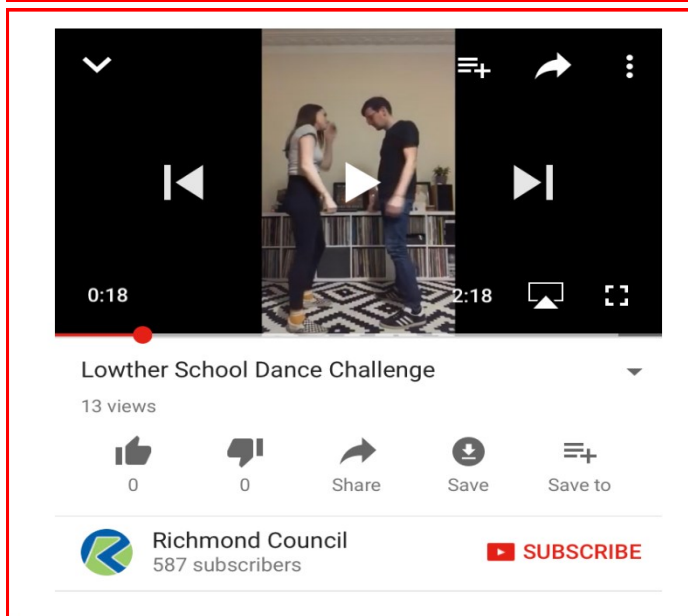 0:18
2:18
Lowther School Dance Challenge
13 views
0
0
Share
Save
Save to
Richmond Council
587 subscribers
SUBSCRIBE